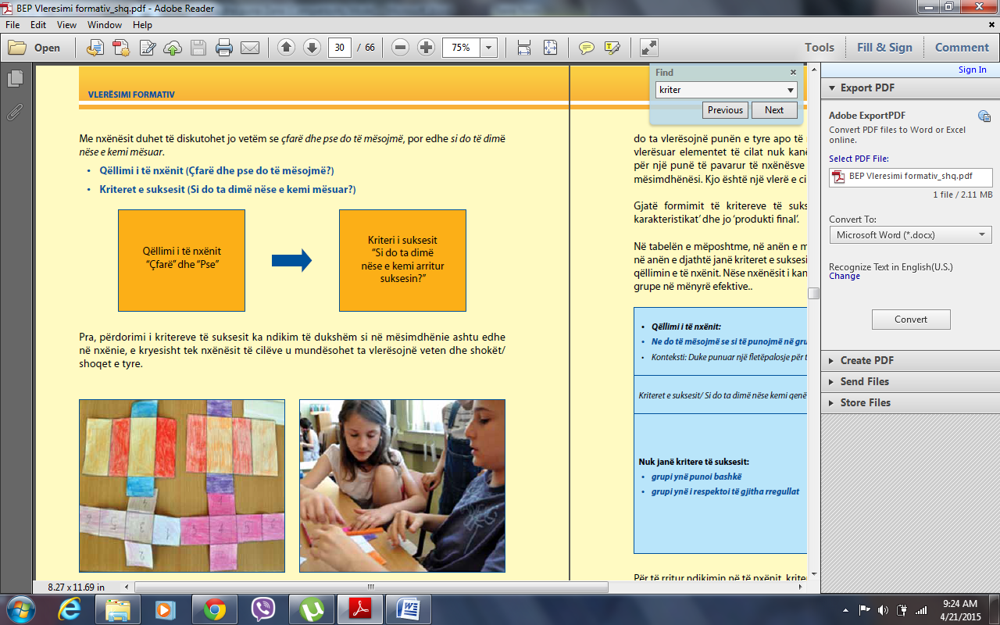 BEP Vleresimi formativ_shq.pdf - Adobe Reader
File Edit View Window Help
Open 30 / 66 75% Tools Fill & Sign Comment
Sign In
Find
kriter
Previous Next
VLERËSIMI FORMATIV
Me nxënësit duhet të diskutohet jo vetëm se çfarë dhe pse do të mësojmë, por edhe si do të dimë
nëse e kemi mësuar.
• Qëllimi i të nxënit (Çfarë dhe pse do të mësojmë?)
• Kriteret e suksesit (Si do ta dimë nëse e kemi mësuar?)
Qëllimi i të nxënit
“Çfarë” dhe “Pse”
Kriteri i suksesit
“Si do ta dimë
nëse e kemi arritur
suksesin?”
Pra, përdorimi i kritereve të suksesit ka ndikim të dukshëm si në mësimdhënie ashtu edhe
në nxënie, e kryesisht tek nxënësit të cilëve u mundësohet ta vlerësojnë veten dhe shokët/
shoqet e tyre.
do ta vlerësojnë punën e tyre apo të
vlerësuar elementet të cilat nuk kanë
për një punë të pavarur të nxënësve
mësimdhënësi. Kjo është një vlerë e ci
Gjatë formimit të kritereve të suks
karakteristikat’ dhe jo ‘produkti final’.
Në tabelën e mëposhtme, në anën e m
në anën e djathtë janë kriteret e suksesi
qëllimin e të nxënit. Nëse nxënësit i kan
grupe në mënyrë efektive..
• Qëllimi i të nxënit:
• Ne do të mësojmë se si të punojmë në gru
• Konteksti: Duke punuar një fletëpalosje për t
Kriteret e suksesit/ Si do ta dimë nëse kemi qenë
Nuk janë kritere të suksesit:
• grupi ynë punoi bashkë
• grupi ynë i respektoi të gjitha rregullat
Për të rritur ndikimin në të nxënit, krite
8.27 x 11.69 in
Export PDF
Adobe ExportPDF
Convert PDF files to Word or Excel
online.
Select PDF File:
BEP Vleresimi formativ_shq.pdf
1 file / 2.11 MB
Convert To:
Microsoft Word (*.docx)
Recognize Text in English(U.S.)
Change
Convert
Create PDF
Send Files
Store Files
9:24 AM
4/21/2015